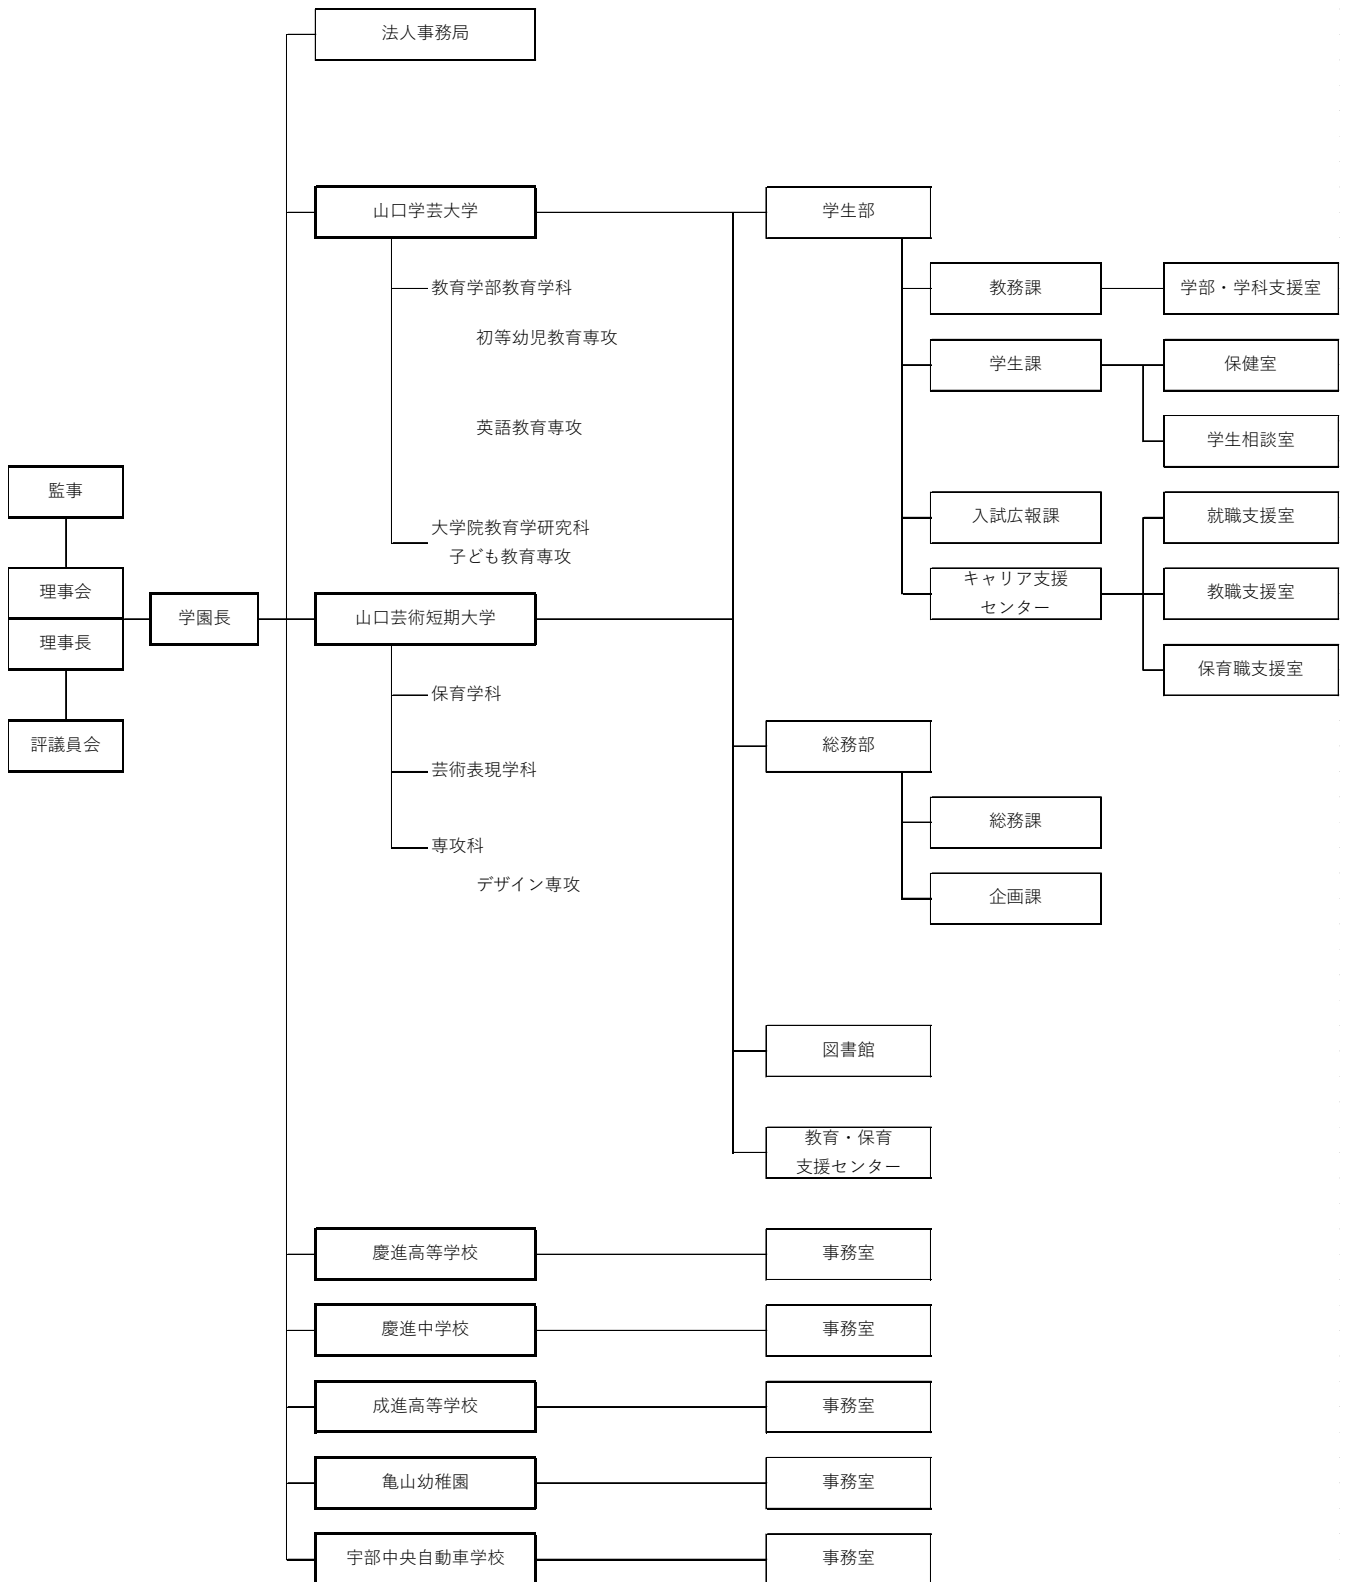 法人事務局
山口学芸大学
学生部
教育学部教育学科
教務課
学部・学科支援室
初等幼児教育専攻
学生課
保健室
英語教育専攻
学生相談室
監事
大学院教育学研究科
子ども教育専攻
入試広報課
就職支援室
理事会
理事長
学園長
山口芸術短期大学
キャリア支援
センター
教職支援室
保育学科
保育職支援室
評議員会
芸術表現学科
総務部
専攻科
デザイン専攻
総務課
企画課
図書館
教育・保育
支援センター
慶進高等学校
事務室
慶進中学校
事務室
成進高等学校
事務室
亀山幼稚園
事務室
宇部中央自動車学校
事務室